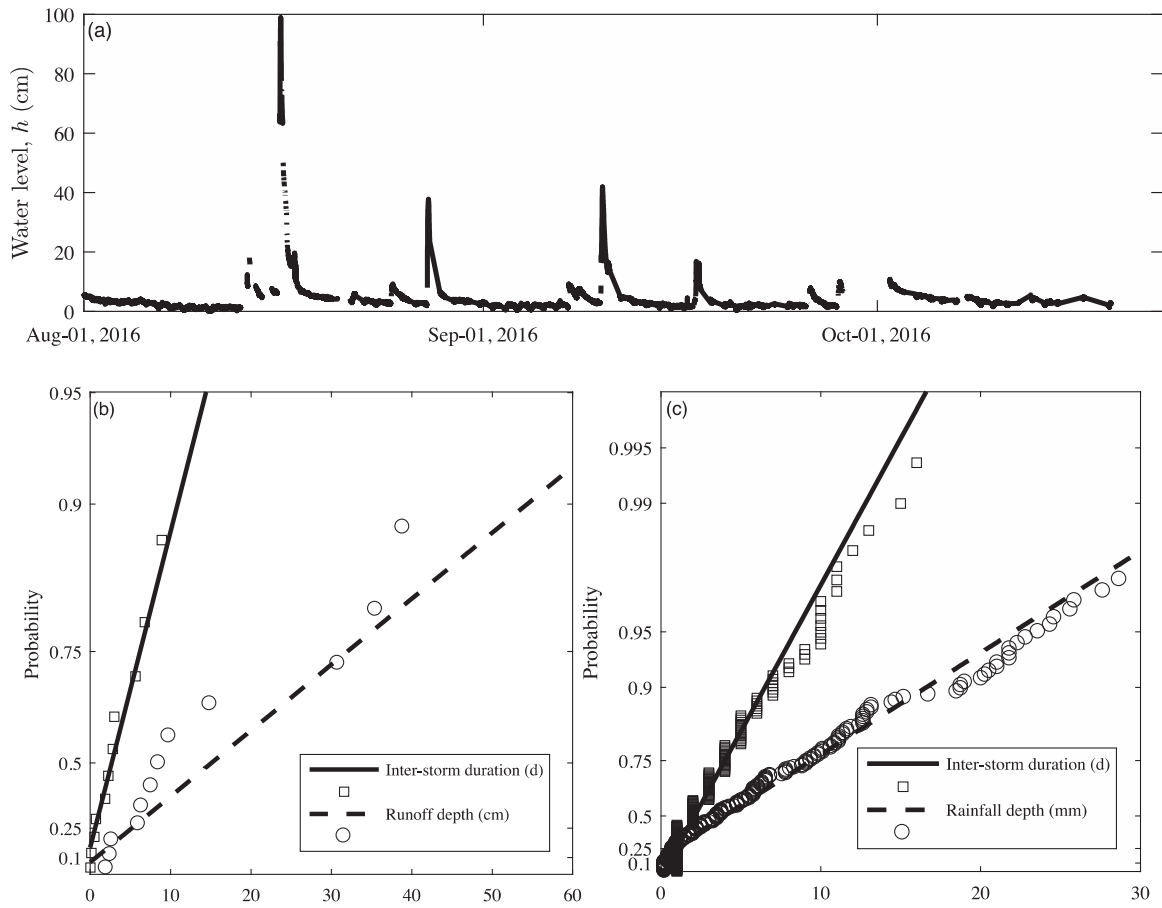 (a)
Water level, h (cm)
100
80
60
40
20
0
Aug-01, 2016
Sep-01, 2016
Oct-01, 2016
(b)
Probability
0.95
0.9
0.75
0.5
0.25
0.1
Inter-storm duration (d)
Runoff depth (cm)
0 10 20 30 40 50 60
(c)
Probability
0.995
0.99
0.95
0.9
0.75
0.5
0.25
0.1
Inter-storm duration (d)
Rainfall depth (mm)
0 10 20 30